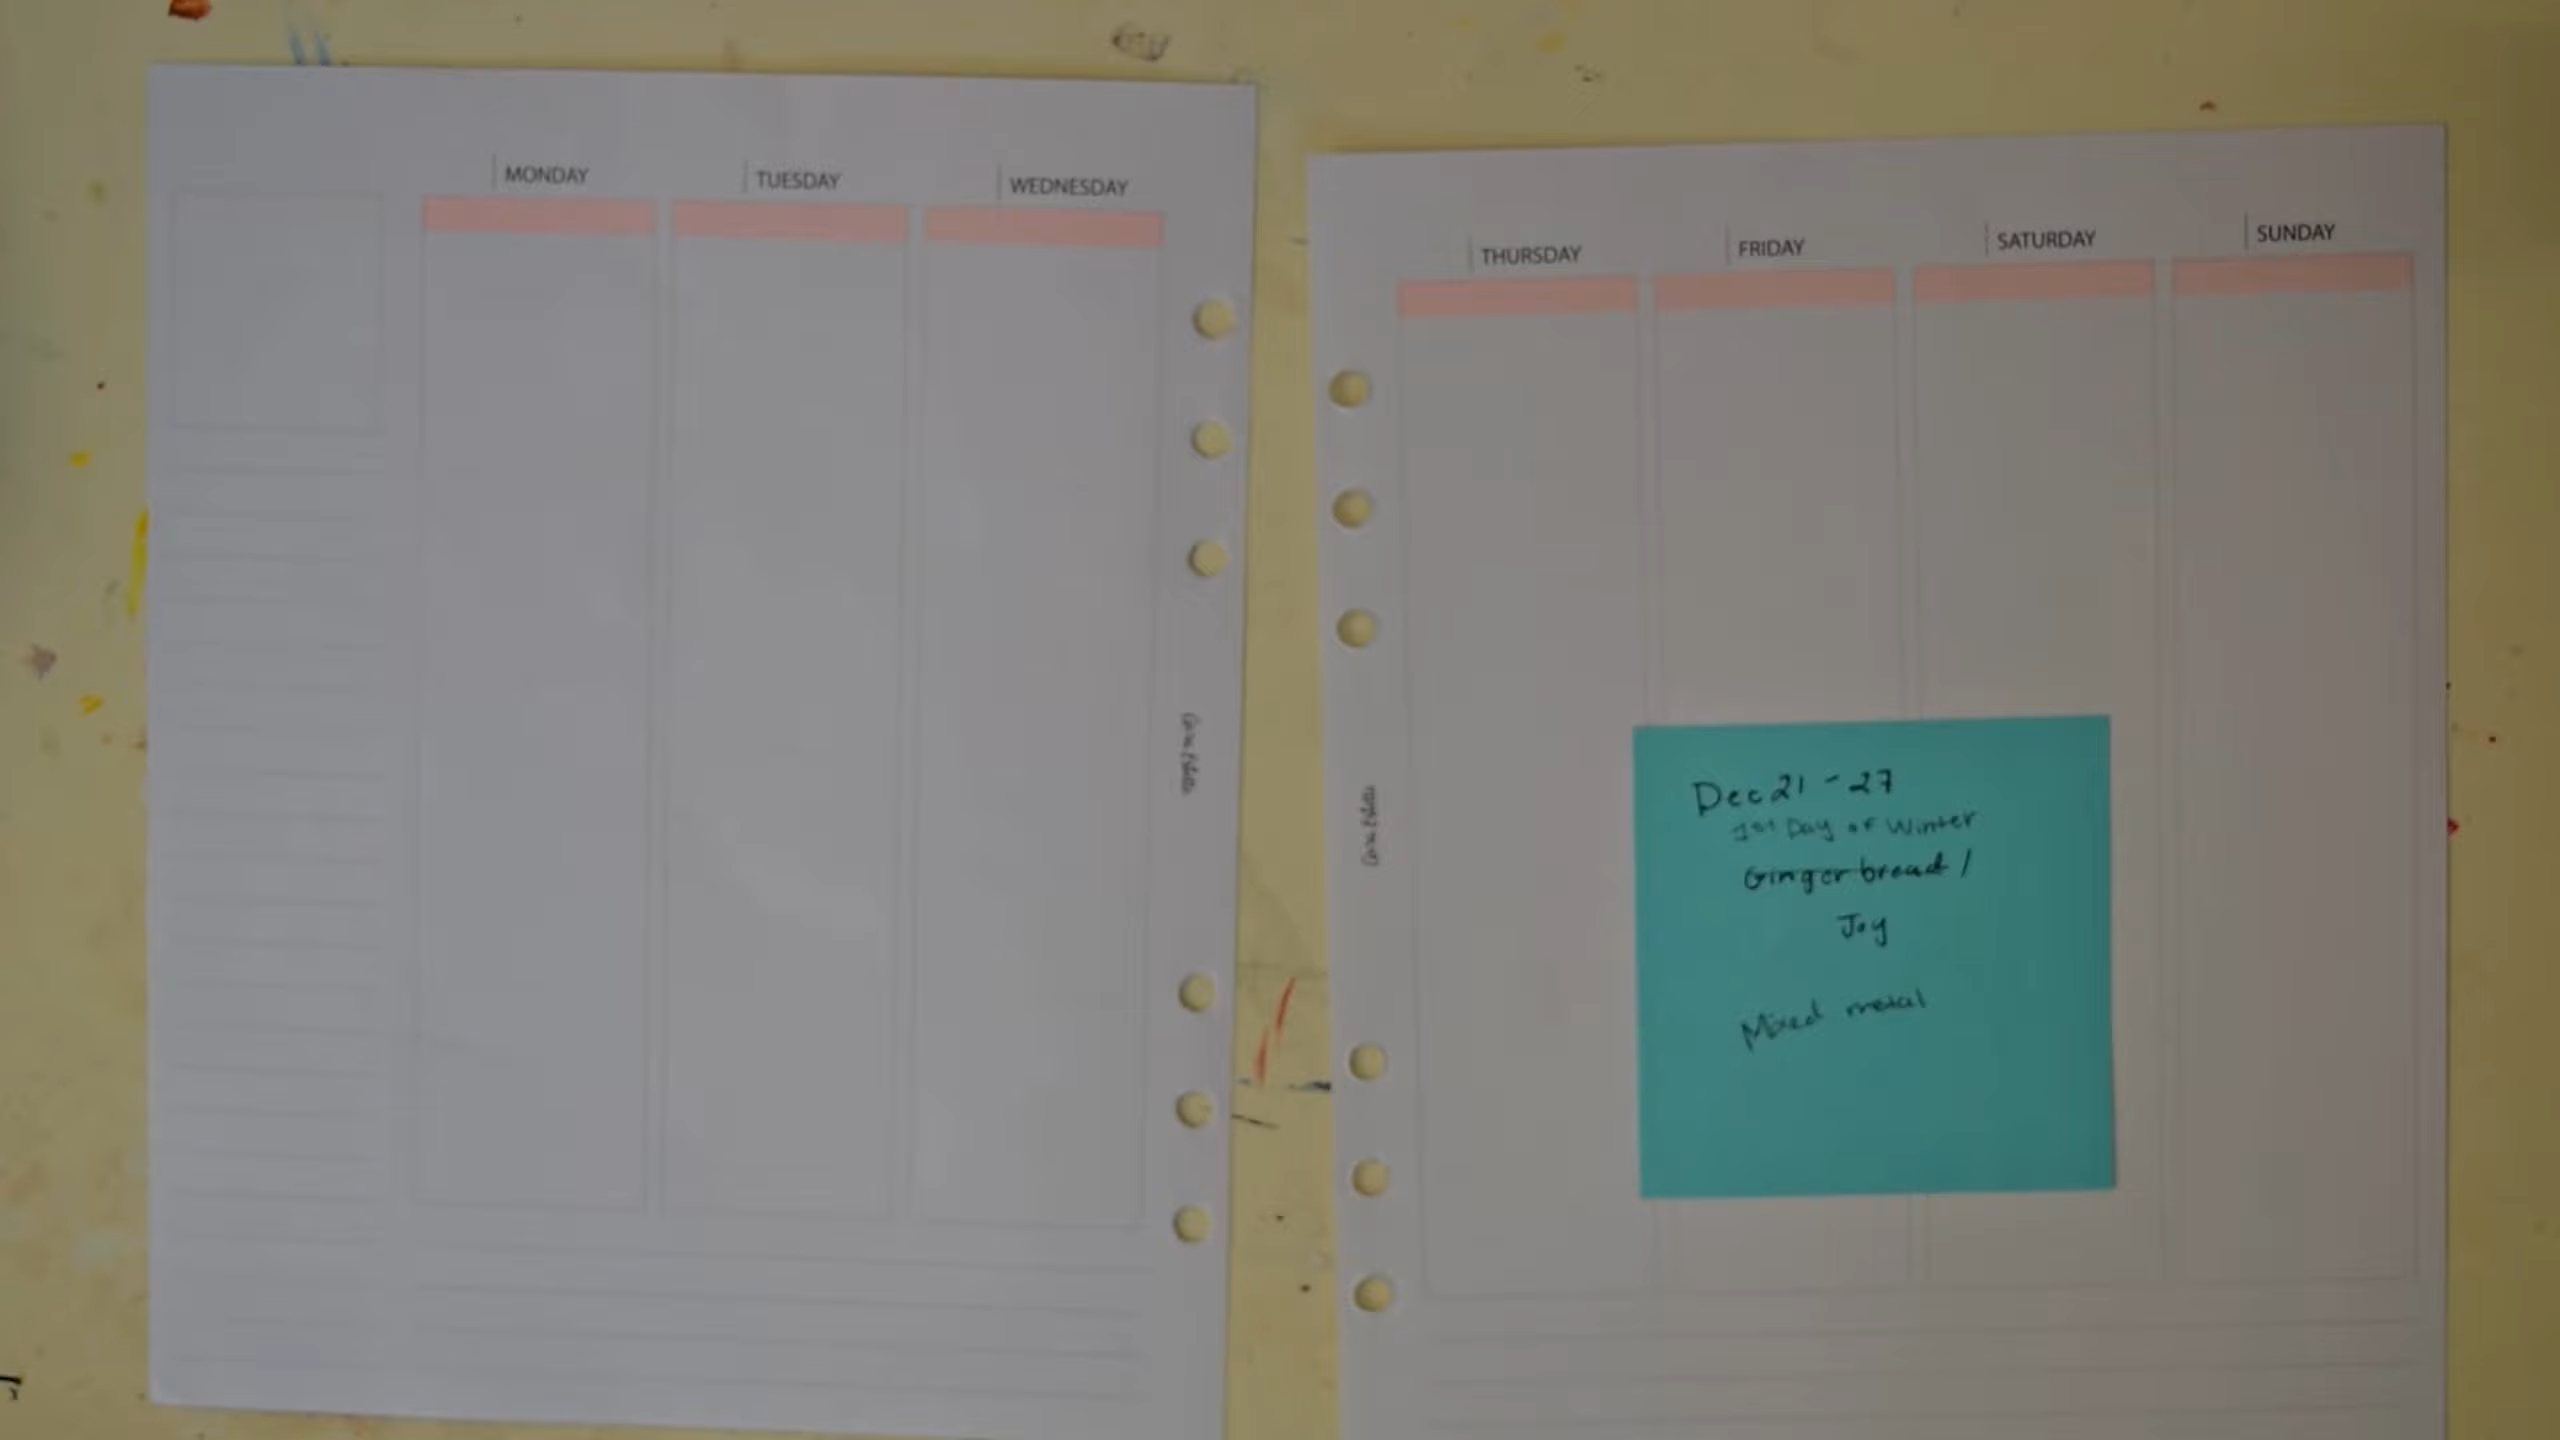 MONDAY
TUESDAY
WEDNESDAY
THURSDAY
FRIDAY
SATURDAY
SUNDAY
Dec 21 - 27
1st Day of Winter
Gingerbread /
Joy
Mixed metal